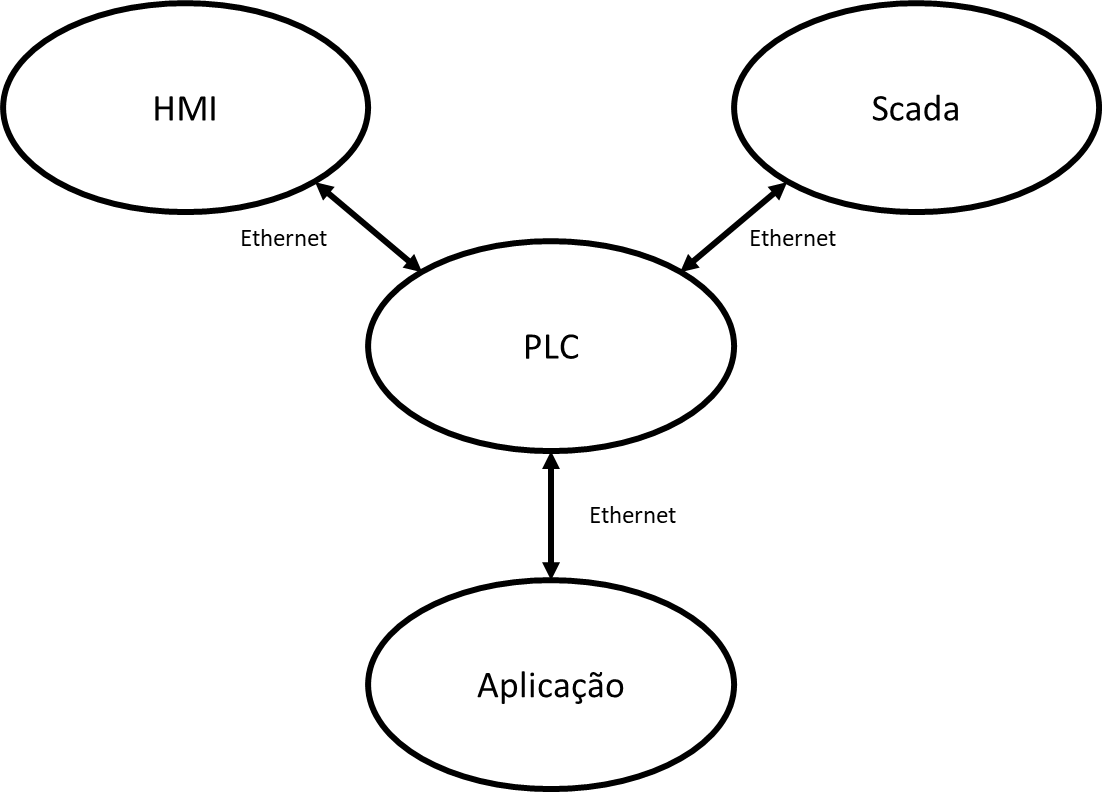 HMI
Scada
Ethernet
Ethernet
PLC
Ethernet
Aplicação